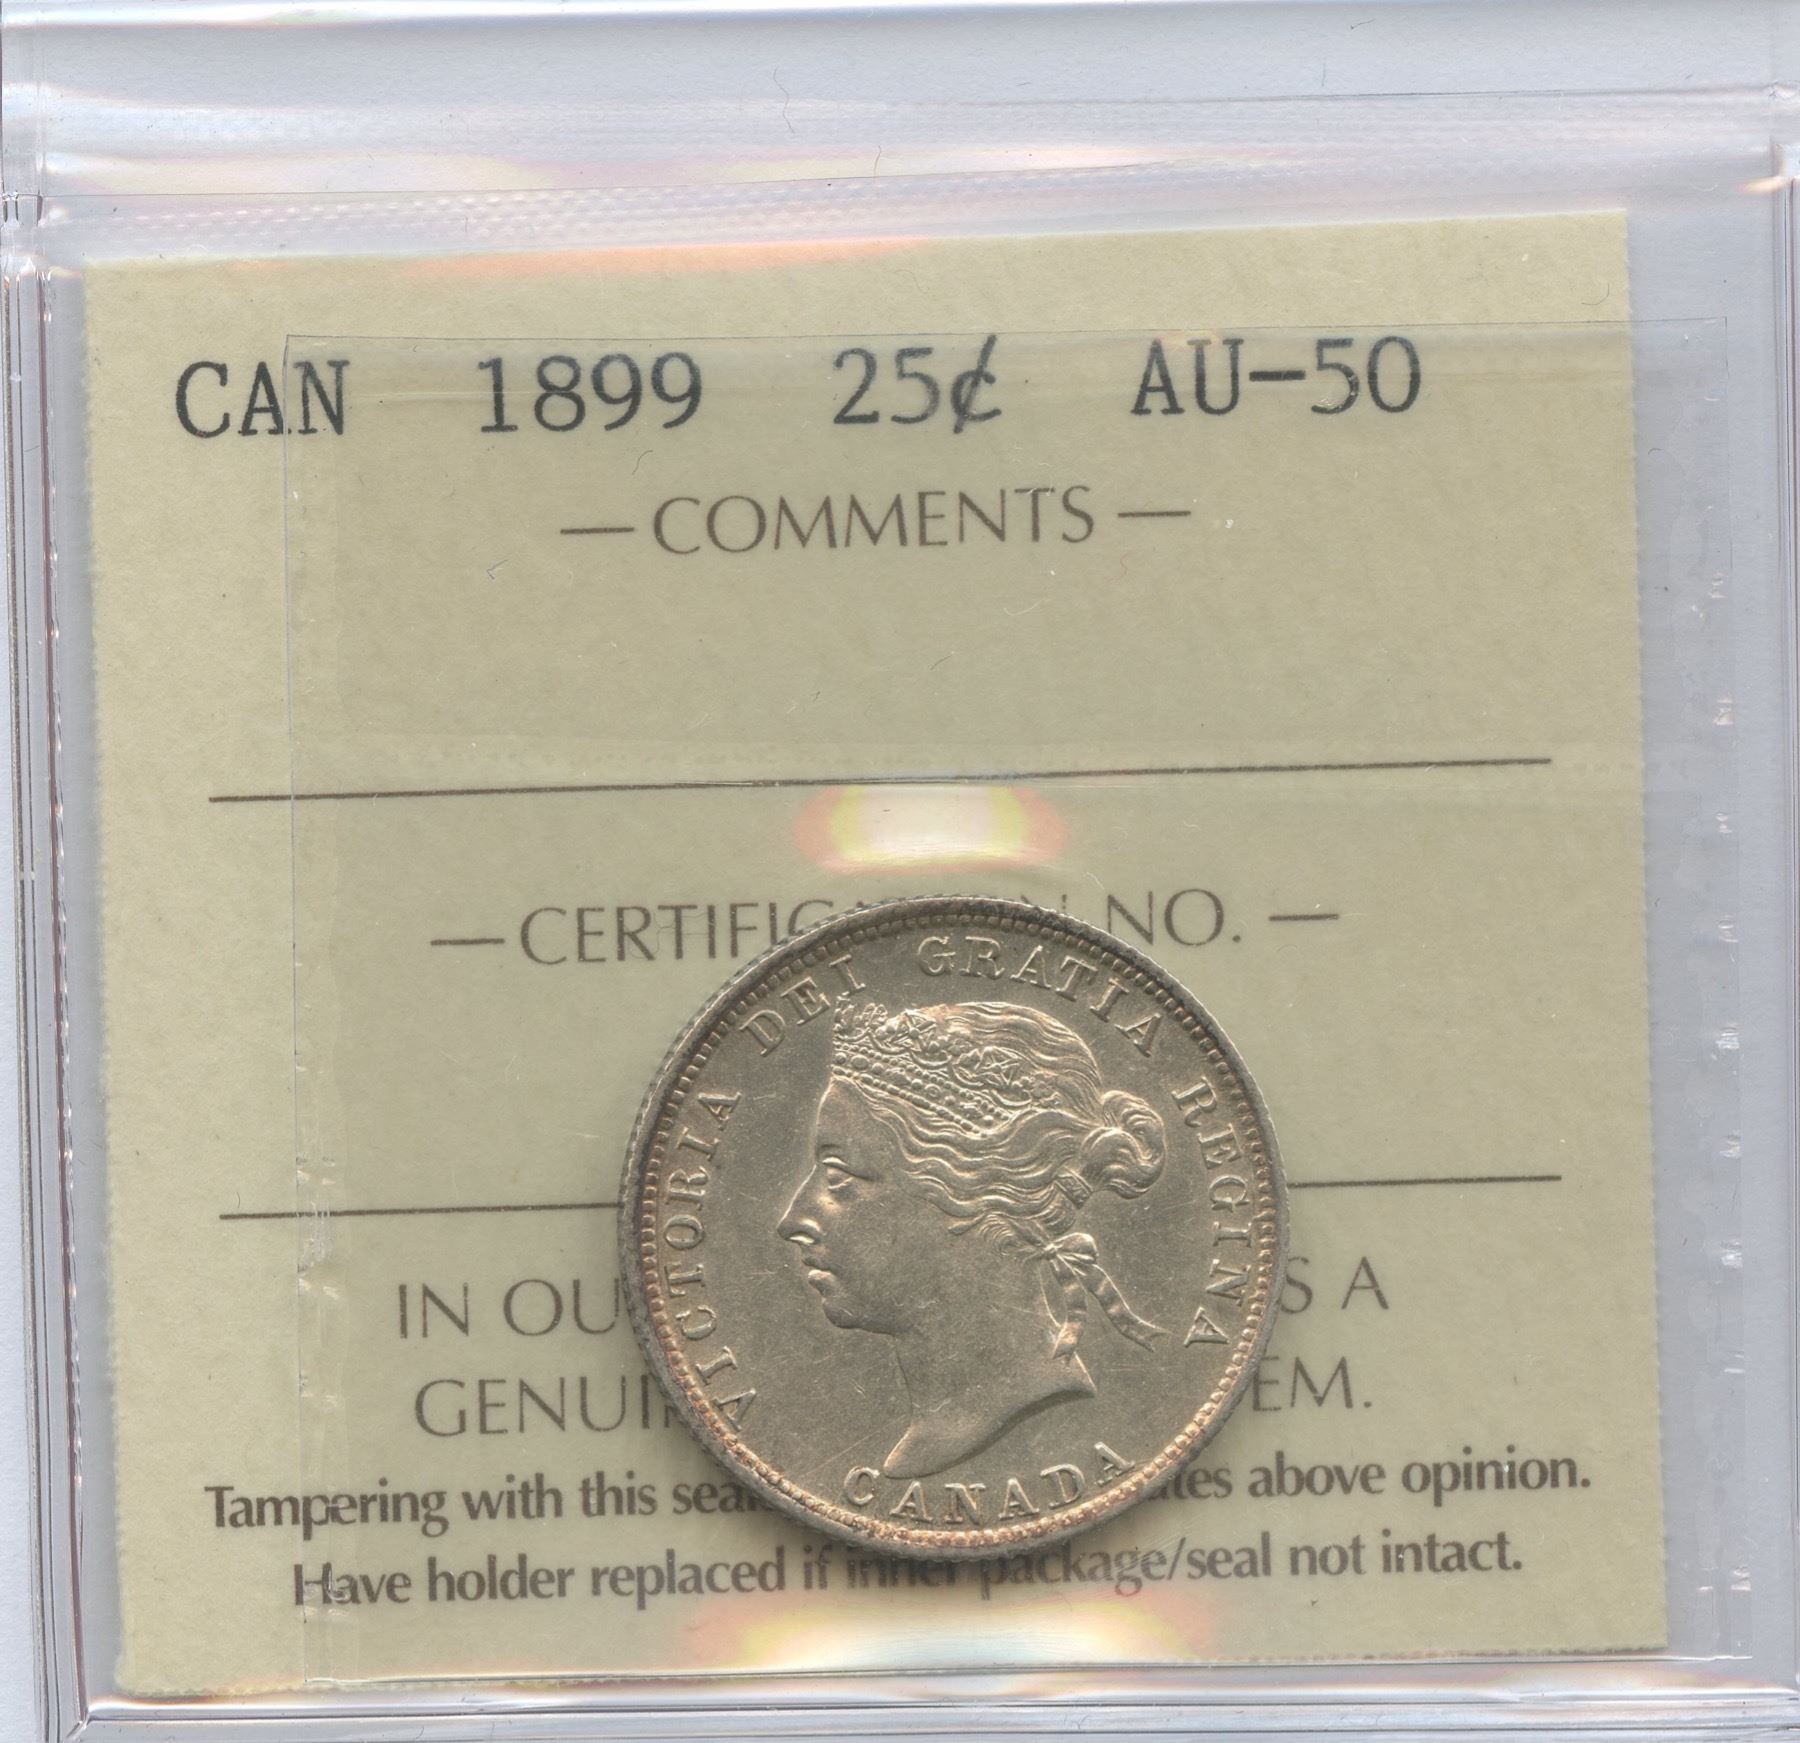 CAN 1899 25¢ AU-50
— COMMENTS —
— CERTIFIC N NO. —
IN OU S A
GENUI EM.
Tampering with this sea tes above opinion.
Have holder replaced if inner package/seal not intact.
VICTORIA DEI GRATIA REGINA
CANADA